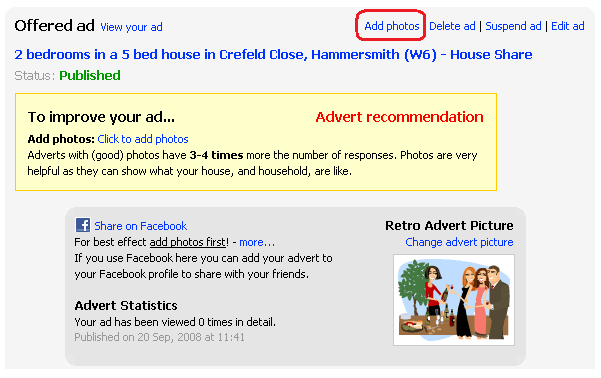 Offered ad View your ad Add photos Delete ad | Suspend ad | Edit ad
2 bedrooms in a 5 bed house in Crefeld Close, Hammersmith (W6) - House Share
Status: Published
To improve your ad... Advert recommendation
Add photos: Click to add photos
Adverts with (good) photos have 3-4 times more the number of responses. Photos are very
helpful as they can show what your house, and household, are like.
Share on Facebook
For best effect add photos first! - more...
If you use Facebook here you can add your advert to
your Facebook profile to share with your friends.
Advert Statistics
Your ad has been viewed 0 times in detail.
Published on 20 Sep, 2008 at 11:41
Retro Advert Picture
Change advert picture